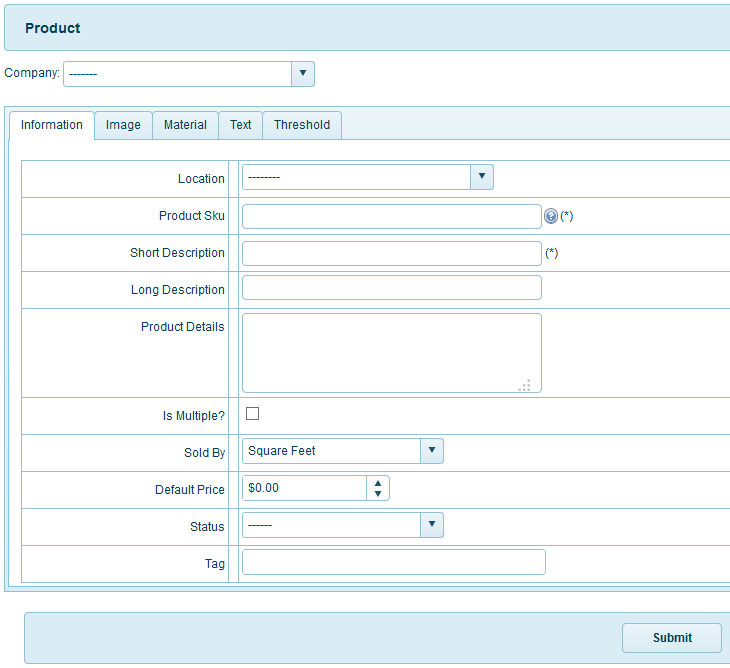 Product
Company: -------
Information Image Material Text Threshold
Location --------
Product Sku (*)
Short Description (*)
Long Description
Product Details
Is Multiple?
Sold By Square Feet
Default Price $0.00
Status ------
Tag
Submit